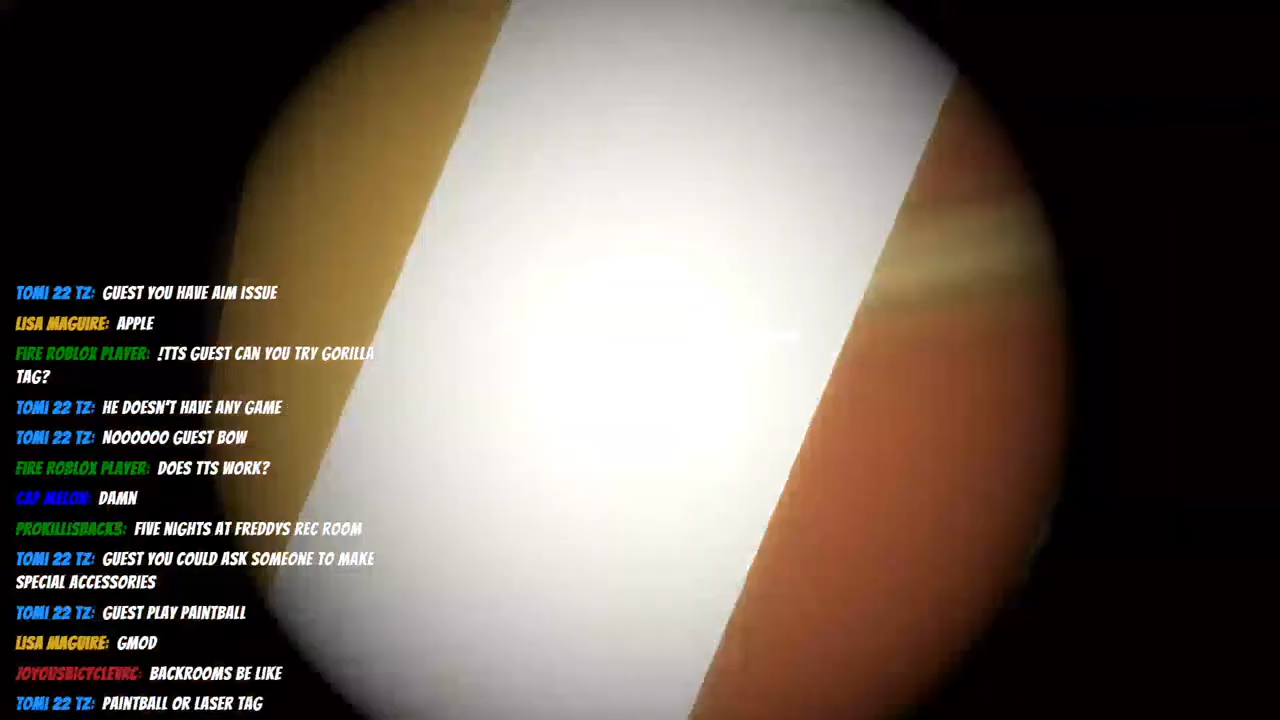 TOMI 22 TZ: GUEST YOU HAVE AIM ISSUE
LISA MAGUIRE: APPLE
FIRE ROBLOX PLAYER: !TTS GUEST CAN YOU TRY GORILLA
TAG?
TOMI 22 TZ: HE DOESN'T HAVE ANY GAME
TOMI 22 TZ: NOOOOOO GUEST BOW
FIRE ROBLOX PLAYER: DOES TTS WORK?
CAP MELON: DAMN
PROKILLISBACK3: FIVE NIGHTS AT FREDDYS REC ROOM
TOMI 22 TZ: GUEST YOU COULD ASK SOMEONE TO MAKE
SPECIAL ACCESSORIES
TOMI 22 TZ: GUEST PLAY PAINTBALL
LISA MAGUIRE: GMOD
JOYOUSBICYCLEVRC: BACKROOMS BE LIKE
TOMI 22 TZ: PAINTBALL OR LASER TAG